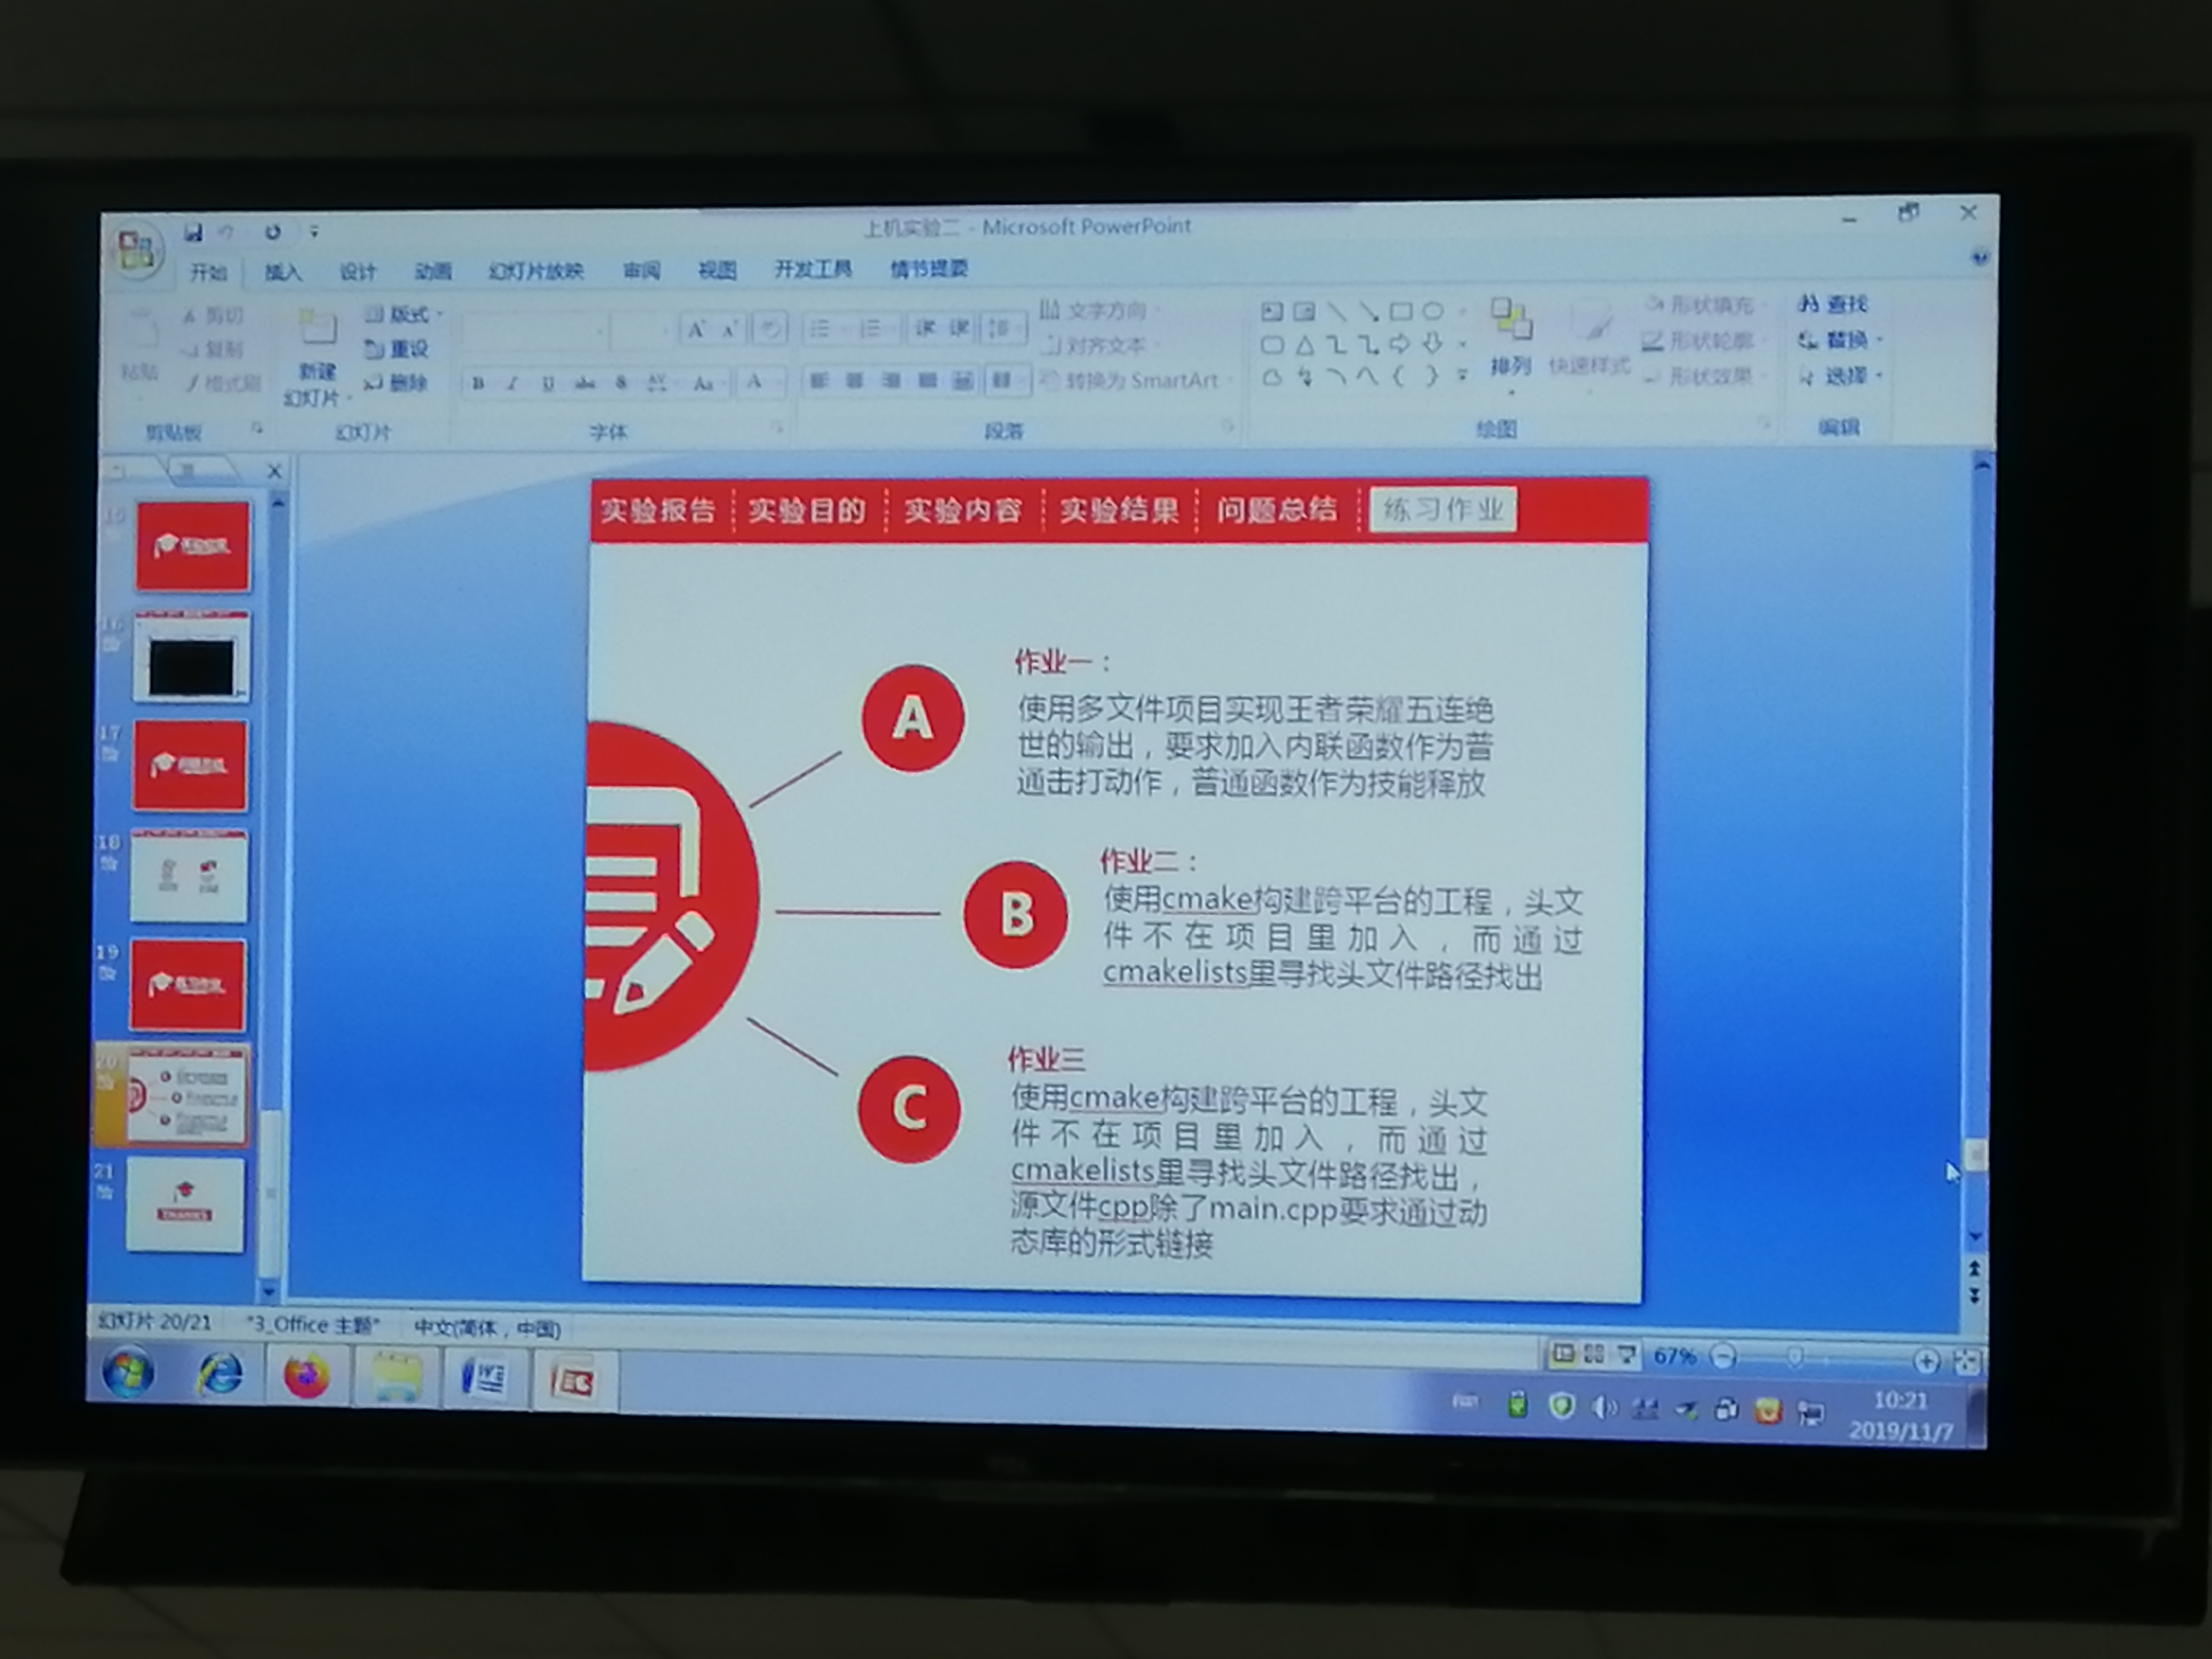 上机实验二 - Microsoft PowerPoint
开始 插入 设计 动画 幻灯片放映 审阅 视图 开发工具 情节提要
粘贴 剪切 复制 格式刷 剪贴板
新建 幻灯片 版式 重设 删除 幻灯片
字体
文字方向 对齐文本 转换为 SmartArt 段落
排列 快速样式 形状填充 形状轮廓 形状效果 绘图
查找 替换 选择 编辑
实验报告 实验目的 实验内容 实验结果 问题总结 练习作业
A
作业一：
使用多文件项目实现王者荣耀五连绝
世的输出，要求加入内联函数作为普
通击打动作，普通函数作为技能释放
B
作业二：
使用cmake构建跨平台的工程，头文
件不在项目里加入，而通过
cmakelists里寻找头文件路径找出
C
作业三
使用cmake构建跨平台的工程，头文
件不在项目里加入，而通过
cmakelists里寻找头文件路径找出，
源文件cpp除了main.cpp要求通过动
态库的形式链接
15
16
17
18
19
20
21
THANKS
幻灯片 20/21 "3_Office 主题" 中文(简体，中国) 67%
10:21
2019/11/7